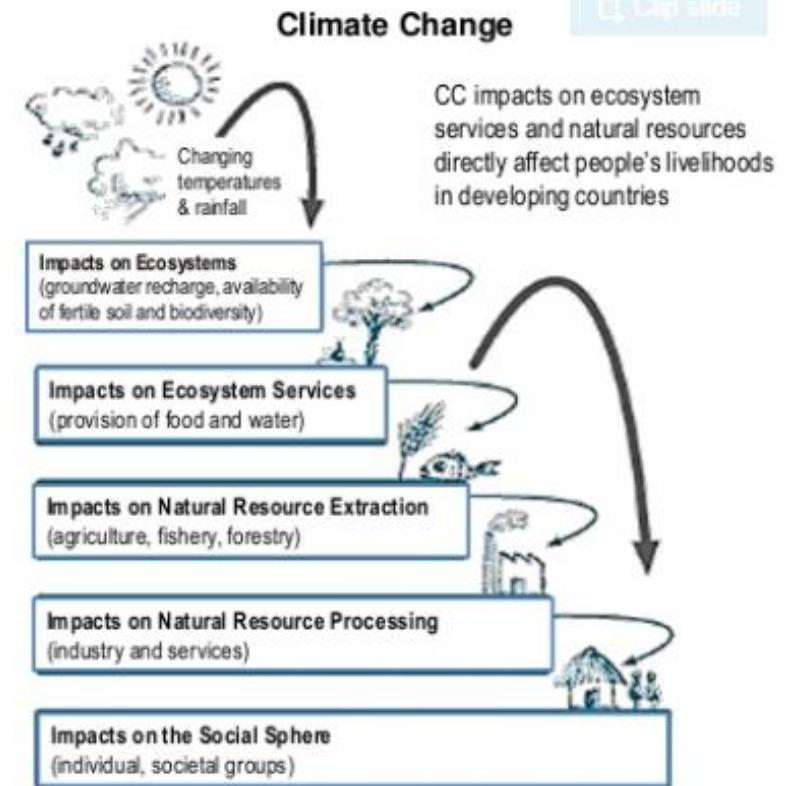 Clip slide
Climate Change
CC impacts on ecosystem
services and natural resources
directly affect people's livelihoods
in developing countries
Changing
temperatures
& rainfall
Impacts on Ecosystems
(groundwater recharge, availability
of fertile soil and biodiversity)
Impacts on Ecosystem Services
(provision of food and water)
Impacts on Natural Resource Extraction
(agriculture, fishery, forestry)
Impacts on Natural Resource Processing
(industry and services)
Impacts on the Social Sphere
(individual, societal groups)